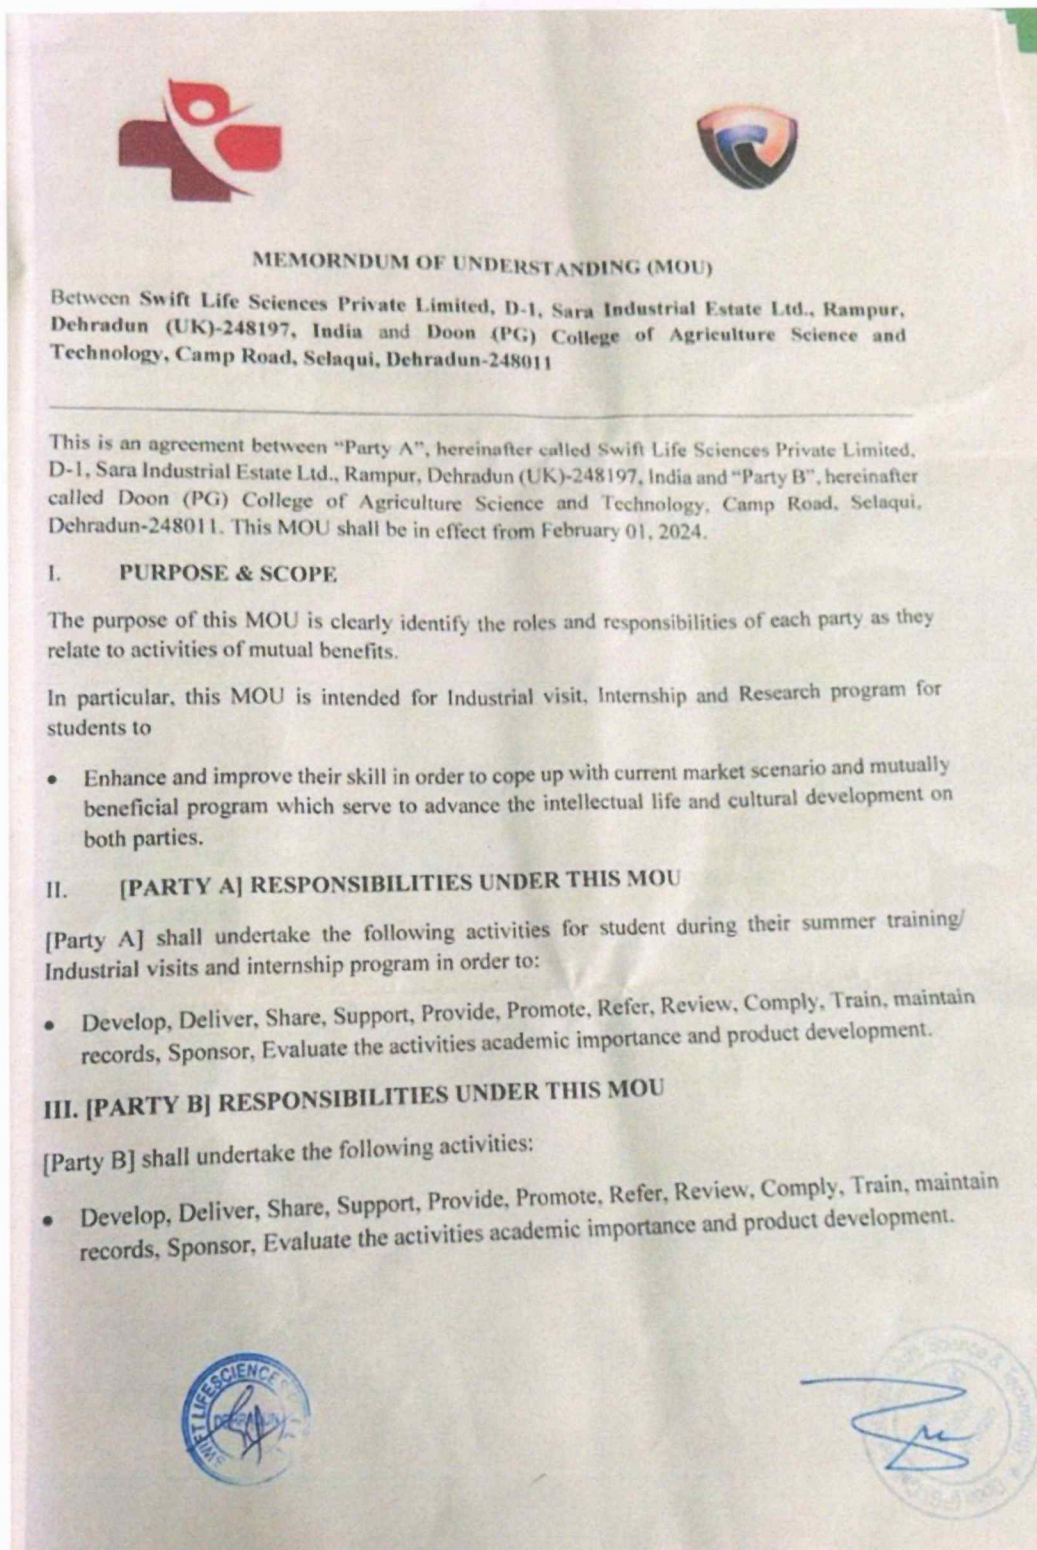 MEMORNDUM OF UNDERSTANDING (MOU)
Between Swift Life Sciences Private Limited, D-1, Sara Industrial Estate Ltd., Rampur,
Dehradun (UK)-248197, India and Doon (PG) College of Agriculture Science and
Technology, Camp Road, Selaqui, Dehradun-248011
This is an agreement between “Party A”, hereinafter called Swift Life Sciences Private Limited,
D-1, Sara Industrial Estate Ltd., Rampur, Dehradun (UK)-248197, India and “Party B”, hereinafter
called Doon (PG) College of Agriculture Science and Technology, Camp Road, Selaqui,
Dehradun-248011. This MOU shall be in effect from February 01, 2024.
I. PURPOSE & SCOPE
The purpose of this MOU is clearly identify the roles and responsibilities of each party as they
relate to activities of mutual benefits.
In particular, this MOU is intended for Industrial visit, Internship and Research program for
students to
• Enhance and improve their skill in order to cope up with current market scenario and mutually
beneficial program which serve to advance the intellectual life and cultural development on
both parties.
II. [PARTY A] RESPONSIBILITIES UNDER THIS MOU
[Party A] shall undertake the following activities for student during their summer training/
Industrial visits and internship program in order to:
• Develop, Deliver, Share, Support, Provide, Promote, Refer, Review, Comply, Train, maintain
records, Sponsor, Evaluate the activities academic importance and product development.
III. [PARTY B] RESPONSIBILITIES UNDER THIS MOU
[Party B] shall undertake the following activities:
• Develop, Deliver, Share, Support, Provide, Promote, Refer, Review, Comply, Train, maintain
records, Sponsor, Evaluate the activities academic importance and product development.
SWIFT LIFESCIENCE
DEHRADUN
Science & Technology
Doon (PG)